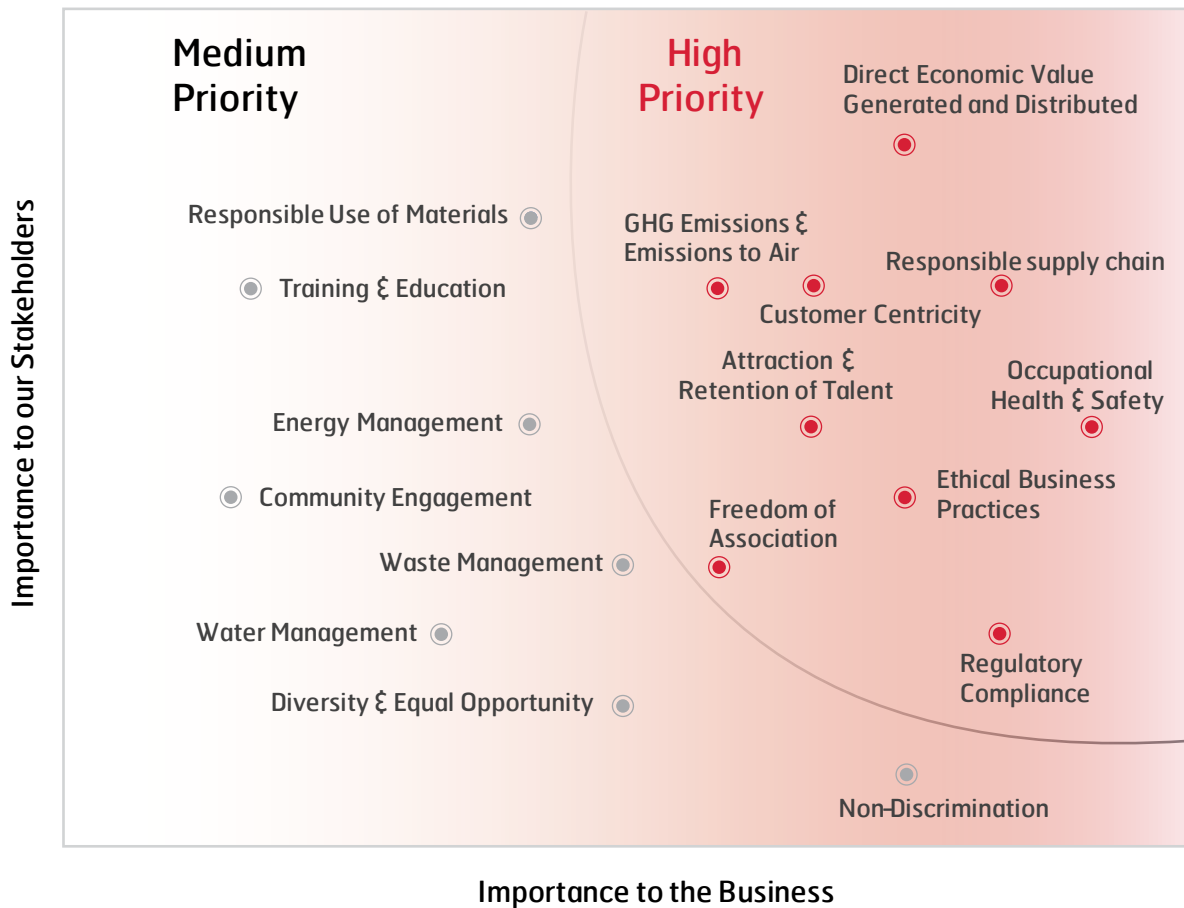 Medium
Priority
High
Priority
Direct Economic Value
Generated and Distributed
Responsible Use of Materials
GHG Emissions &
Emissions to Air
Responsible supply chain
Training & Education
Customer Centricity
Attraction &
Retention of Talent
Occupational
Health & Safety
Energy Management
Community Engagement
Ethical Business
Practices
Freedom of
Association
Waste Management
Water Management
Regulatory
Compliance
Diversity & Equal Opportunity
Non-Discrimination
Importance to our Stakeholders
Importance to the Business